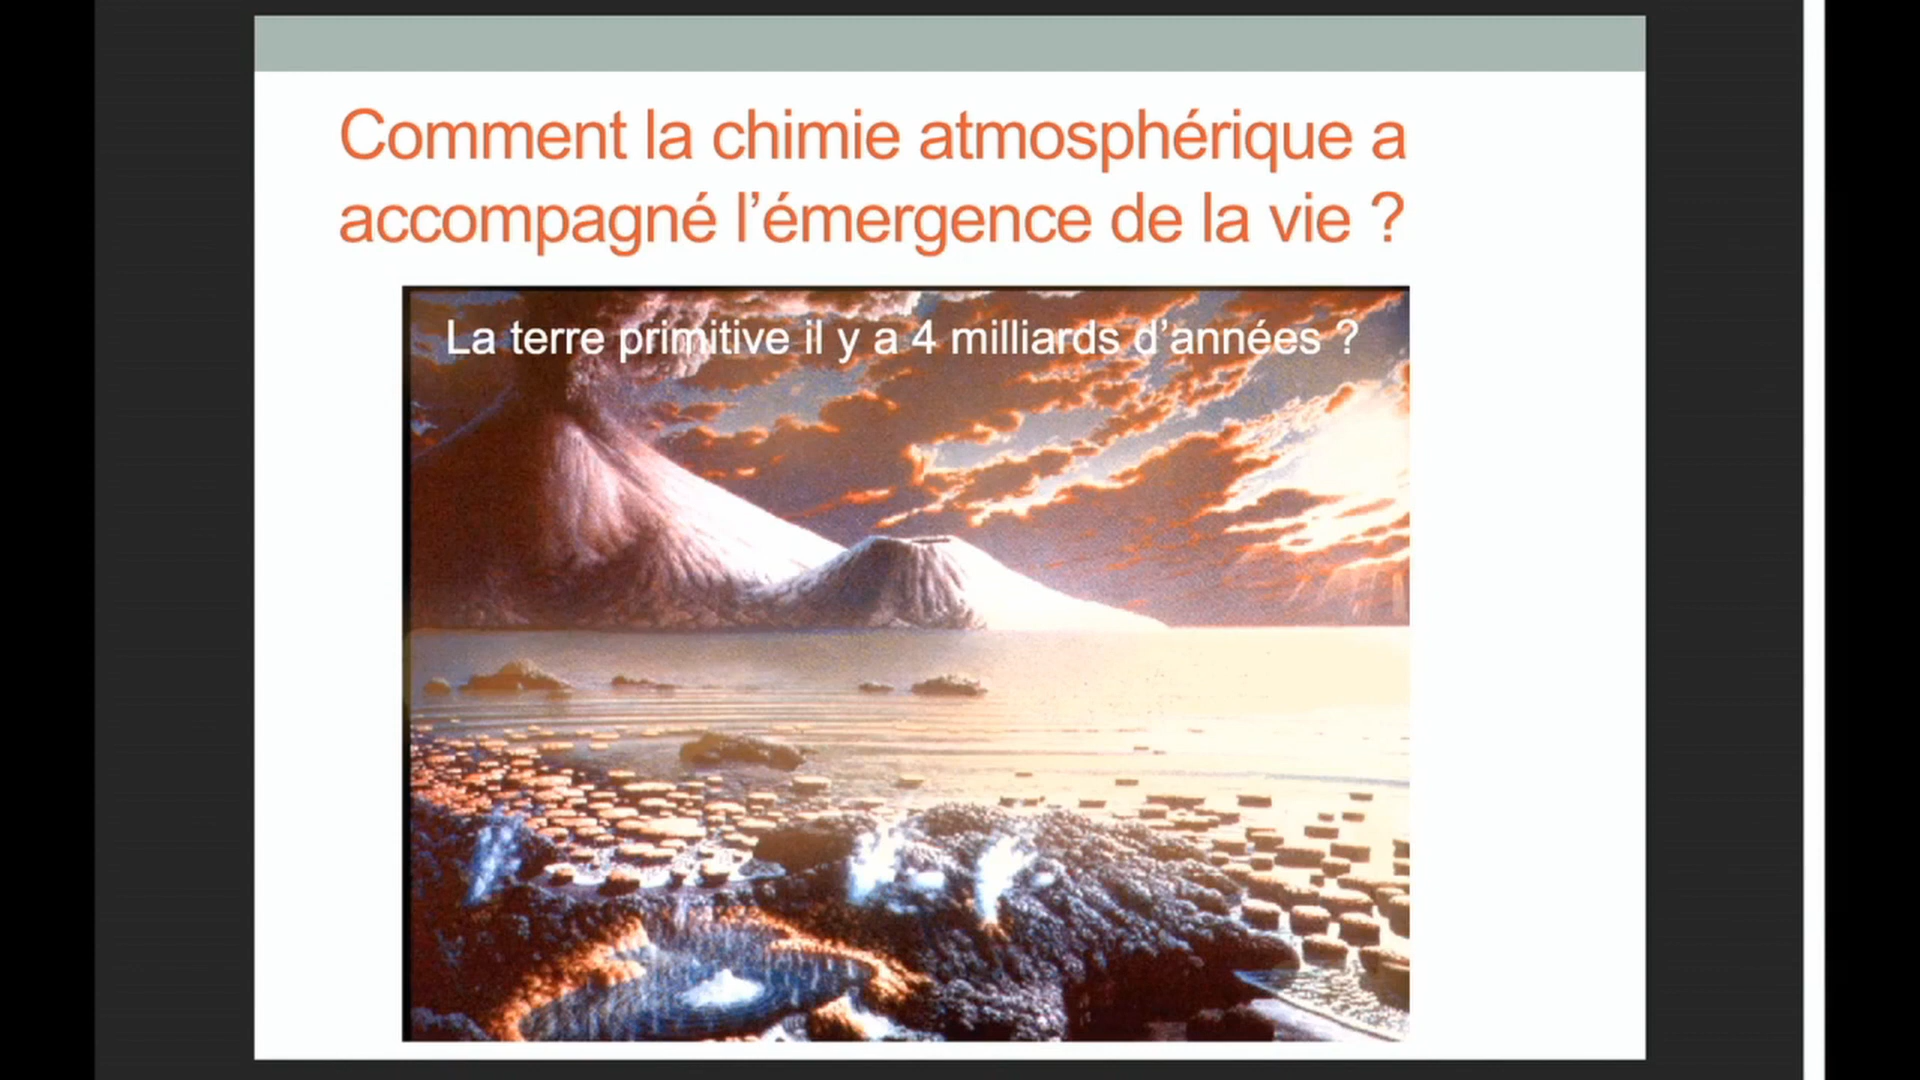 Comment la chimie atmosphérique a
accompagné l’émergence de la vie ?
La terre primitive il y a 4 milliards d’années ?